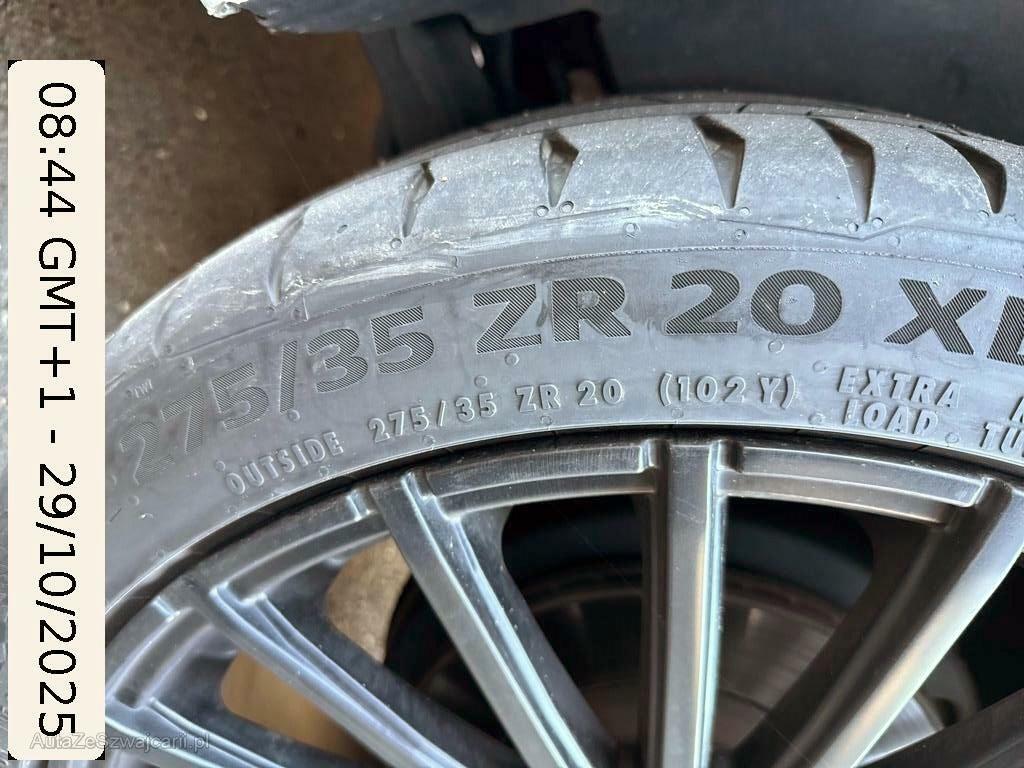 08:44 GMT+1 - 29/10/2025
275/35 ZR 20 XL
OUTSIDE 275/35 ZR 20 (102 Y) EXTRA LOAD
AutaZeSzwajcarii.pl